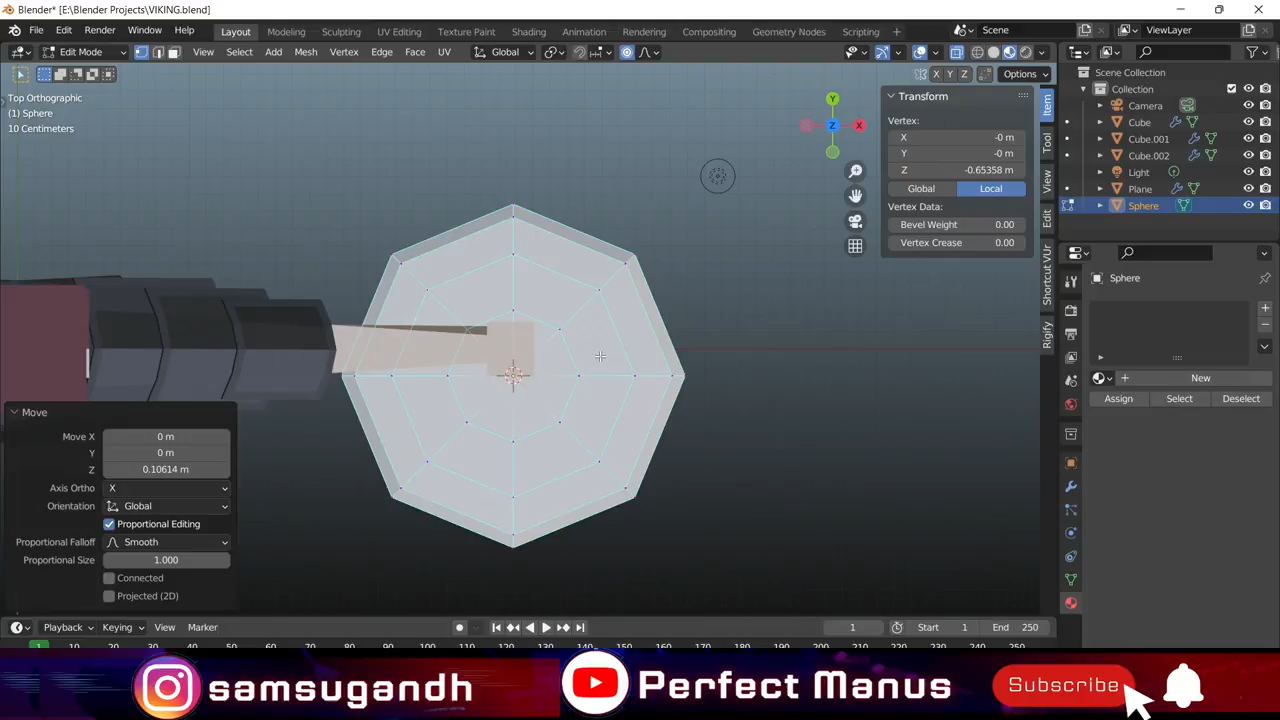 Blender* [E:\Blender Projects\VIKING.blend]
File Edit Render Window Help Layout Modeling Sculpting UV Editing Texture Paint Shading Animation Rendering Compositing Geometry Nodes Scripting + Scene ViewLayer
Edit Mode View Select Add Mesh Vertex Edge Face UV Global
X Y Z Options
Top Orthographic
(1) Sphere
10 Centimeters
Y
Z X
Transform
Vertex:
X -0 m
Y -0 m
Z -0.65358 m
Global Local
Vertex Data:
Bevel Weight 0.00
Vertex Crease 0.00
Item
Tool
View
Edit
Shortcut VUr
Rigify
Scene Collection
Collection
Camera
Cube
Cube.001
Cube.002
Light
Plane
Sphere
Sphere
New
Assign Select Deselect
Move
Move X 0 m
Y 0 m
Z 0.10614 m
Axis Ortho X
Orientation Global
Proportional Editing
Proportional Falloff Smooth
Proportional Size 1.000
Connected
Projected (2D)
Playback Keying View Marker 1 Start 1 End 250
samsugandh Perfect Manus Subscribe